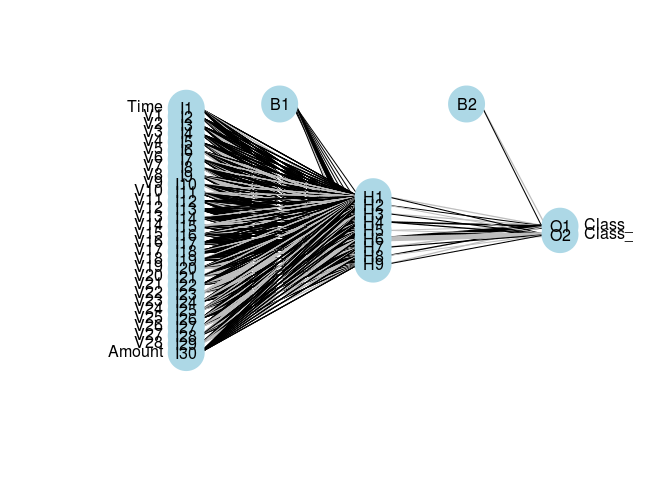 Time I1
V1 I2
V2 I3
V3 I4
V4 I5
V5 I6
V6 I7
V7 I8
V8 I9
V9 I10
V10 I11
V11 I12
V12 I13
V13 I14
V14 I15
V15 I16
V16 I17
V17 I18
V18 I19
V19 I20
V20 I21
V21 I22
V22 I23
V23 I24
V24 I25
V25 I26
V26 I27
V27 I28
V28 I29
Amount I30
B1
B2
H1
H2
H3
H4
H5
H6
H7
H8
H9
O1 Class_
O2 Class_